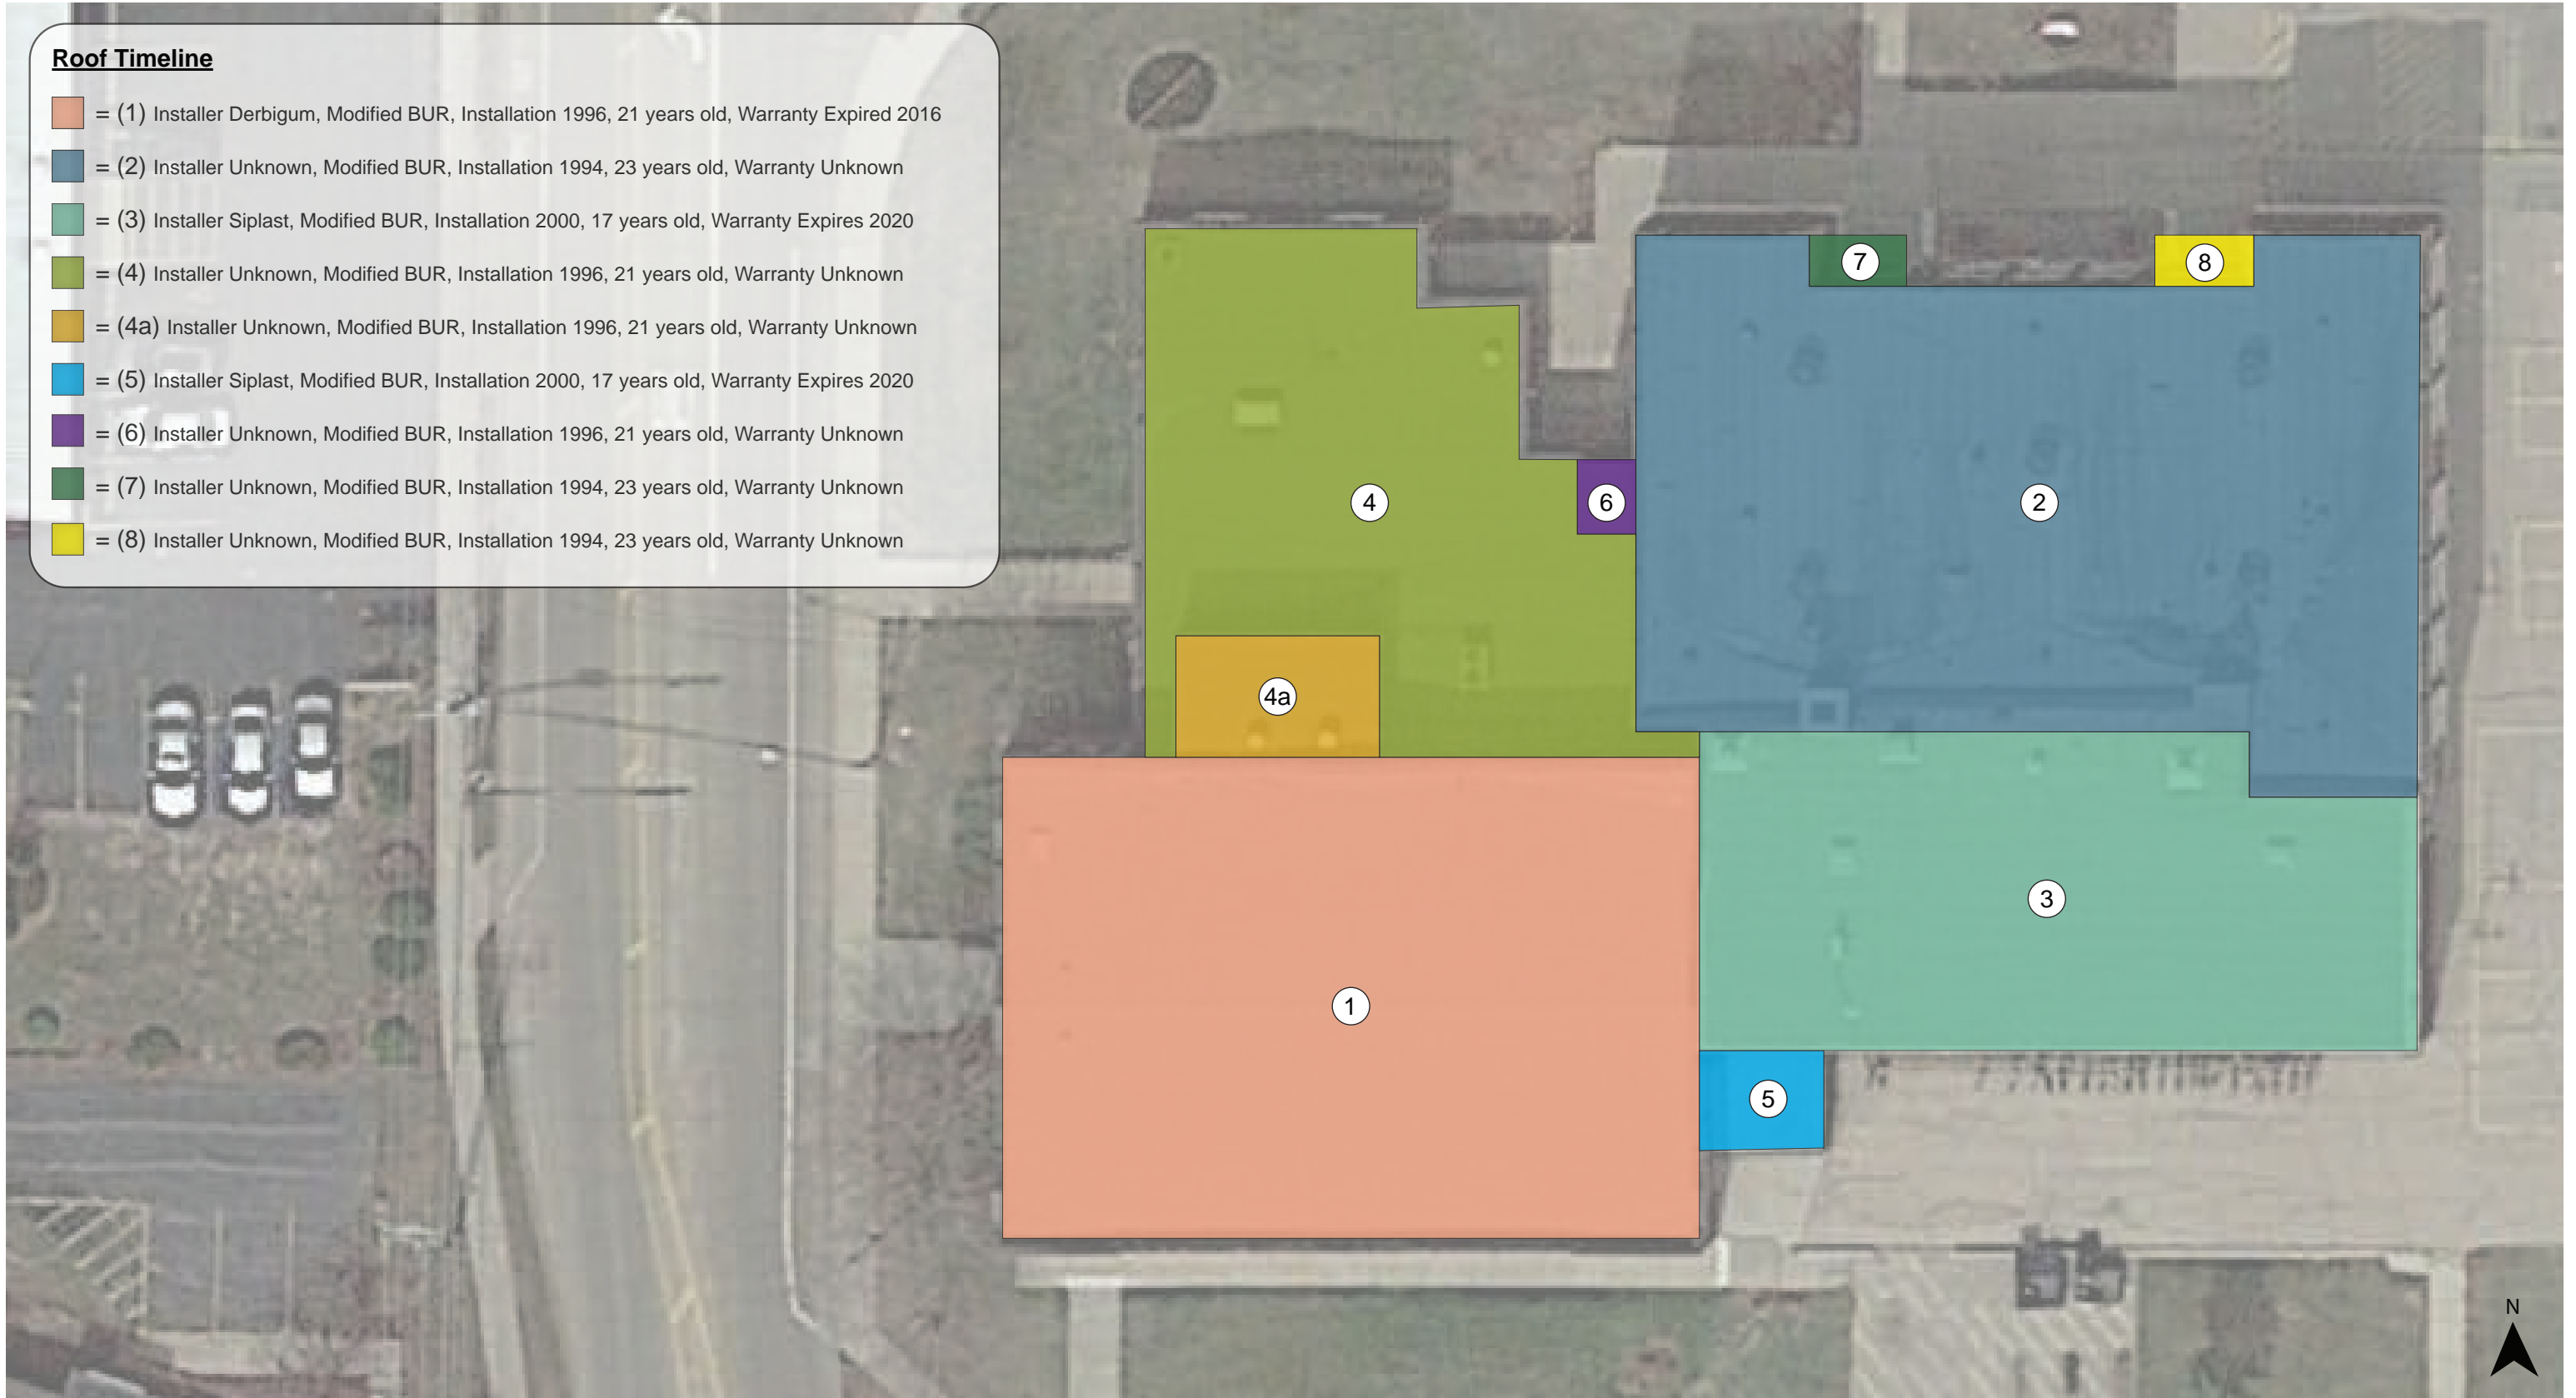 Roof Timeline
= (1) Installer Derbigum, Modified BUR, Installation 1996, 21 years old, Warranty Expired 2016
= (2) Installer Unknown, Modified BUR, Installation 1994, 23 years old, Warranty Unknown
= (3) Installer Siplast, Modified BUR, Installation 2000, 17 years old, Warranty Expires 2020
= (4) Installer Unknown, Modified BUR, Installation 1996, 21 years old, Warranty Unknown
= (4a) Installer Unknown, Modified BUR, Installation 1996, 21 years old, Warranty Unknown
= (5) Installer Siplast, Modified BUR, Installation 2000, 17 years old, Warranty Expires 2020
= (6) Installer Unknown, Modified BUR, Installation 1996, 21 years old, Warranty Unknown
= (7) Installer Unknown, Modified BUR, Installation 1994, 23 years old, Warranty Unknown
= (8) Installer Unknown, Modified BUR, Installation 1994, 23 years old, Warranty Unknown
7
8
4
6
2
4a
3
1
5
N